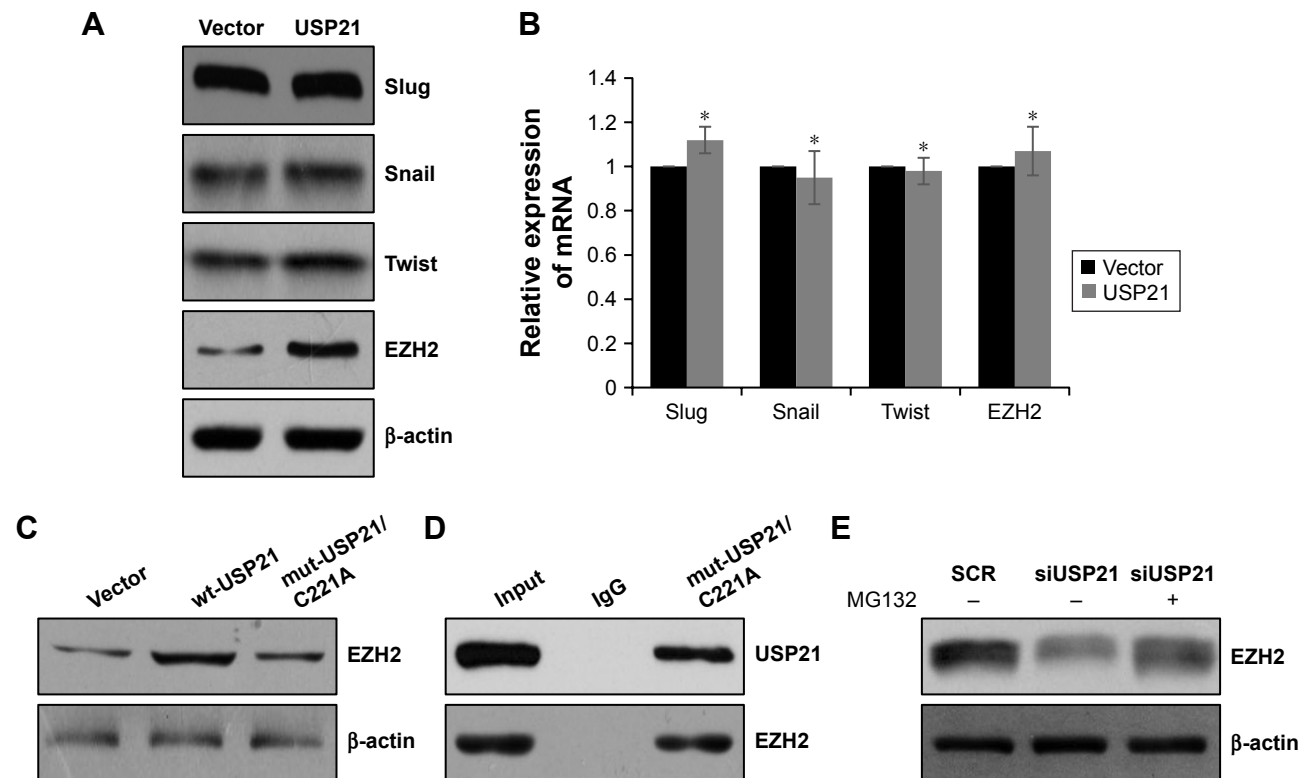 A
Vector USP21
Slug
Snail
Twist
EZH2
β-actin
B
Relative expression
of mRNA
1.4
1.2
1
0.8
0.6
0.4
0.2
0
* * * *
Slug Snail Twist EZH2
Vector
USP21
C
Vector wt-USP21 mut-USP21/
C221A
EZH2
β-actin
D
Input IgG mut-USP21/
C221A
USP21
EZH2
E
SCR siUSP21 siUSP21
MG132 – – +
EZH2
β-actin